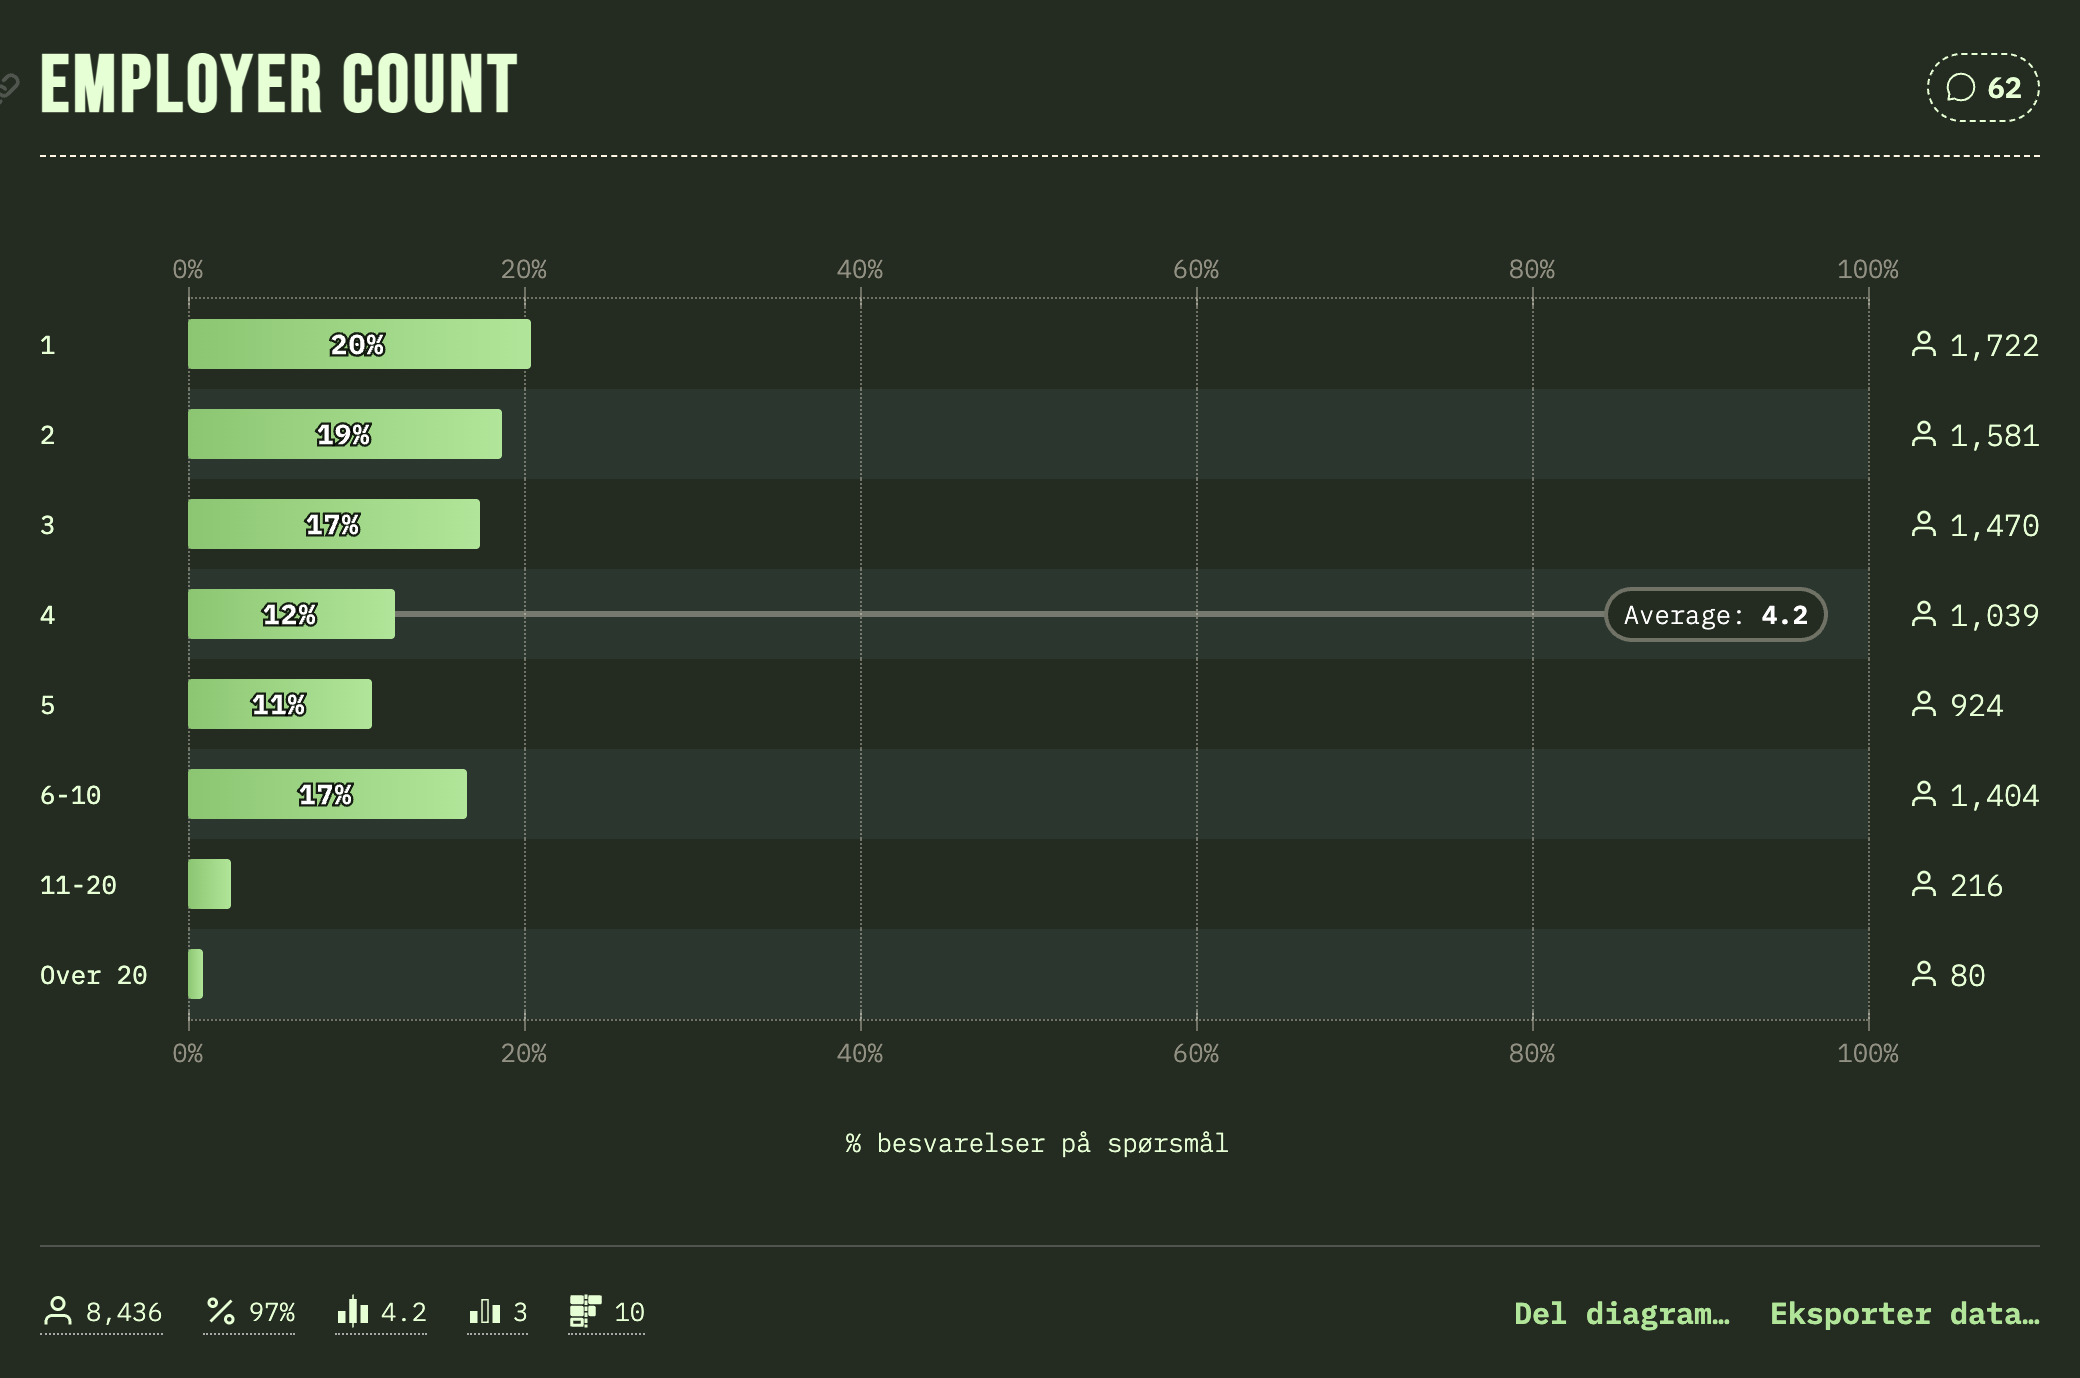 EMPLOYER COUNT
62
0% 20% 40% 60% 80% 100%
1 20% 1,722
2 19% 1,581
3 17% 1,470
4 12% Average: 4.2 1,039
5 11% 924
6-10 17% 1,404
11-20 216
Over 20 80
0% 20% 40% 60% 80% 100%
% besvarelser på spørsmål
8,436 97% 4.2 3 10 Del diagram… Eksporter data…